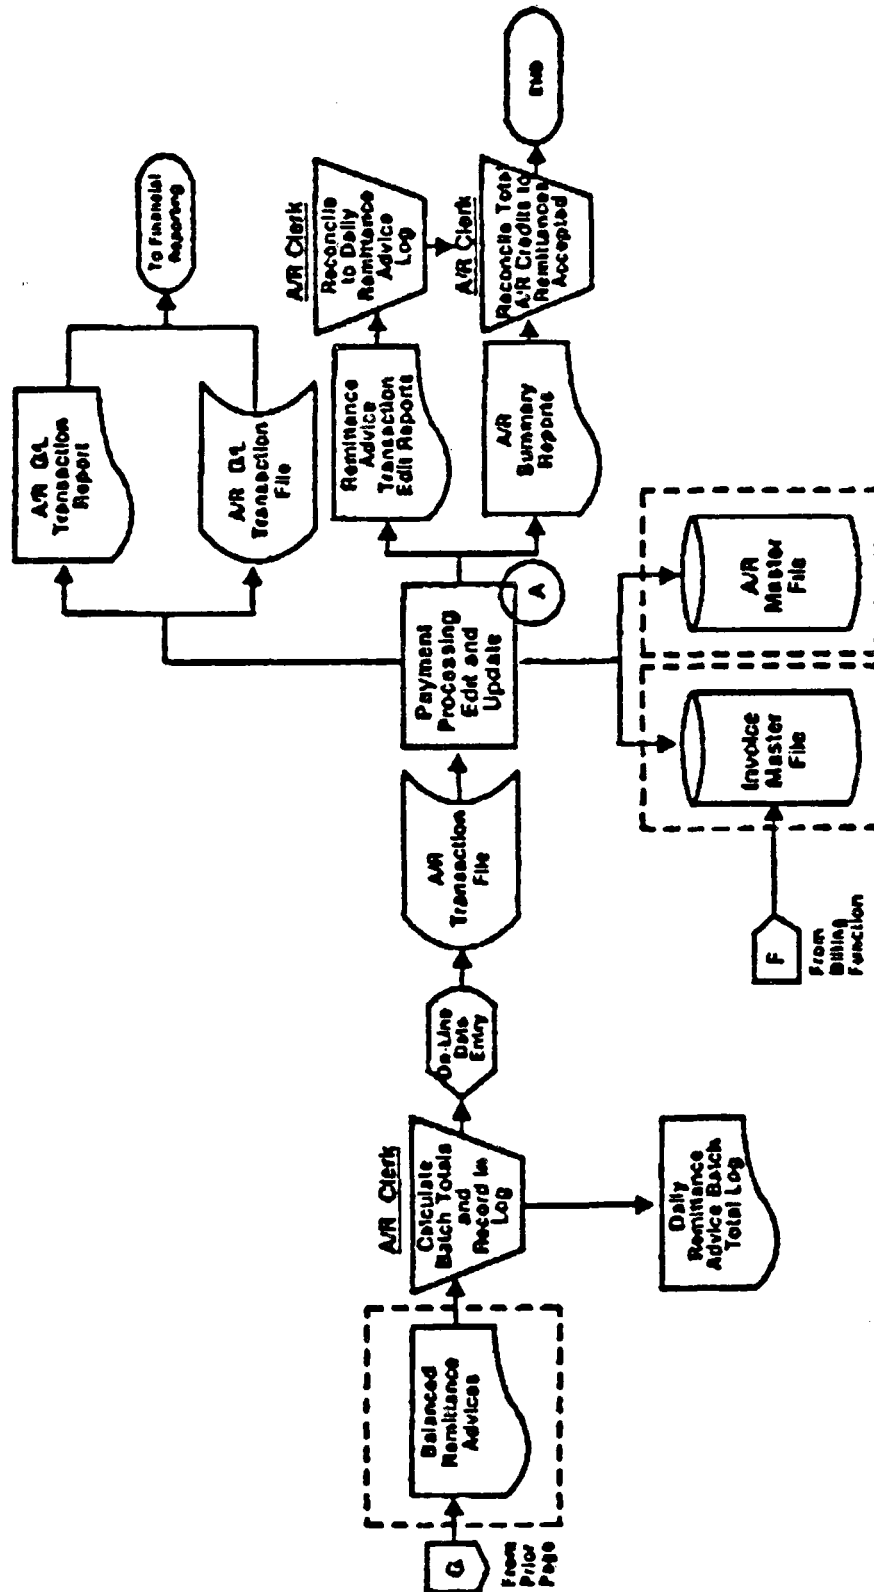 G
From
Prior
Page
Balanced
Remittance
Advices
A/R Clerk
Calculate
Batch Totals
and
Record In
Log
Daily
Remittance
Advice Batch
Total Log
On-Line
Data
Entry
A/R
Transaction
File
Payment
Processing
Edit and
Update
A
A/R G/L
Transaction
Report
A/R G/L
Transaction
File
To Financial
Reporting
Remittance
Advice
Transaction
Edit Reports
A/R Clerk
Reconcile
to Daily
Remittance
Advice
Log
A/R
Summary
Reports
A/R Clerk
Reconcile Total
A/R Credits to
Remittances
Accepted
END
F
From
Billing
Function
Invoice
Master
File
A/R
Master
File